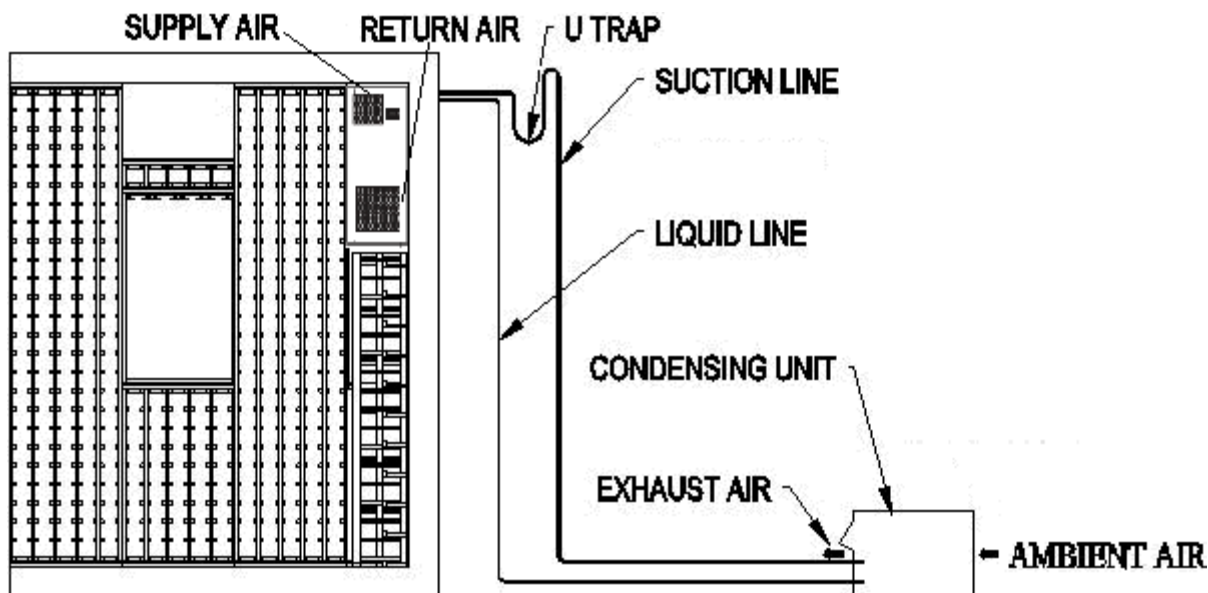 SUPPLY AIR
RETURN AIR
U TRAP
SUCTION LINE
LIQUID LINE
CONDENSING UNIT
EXHAUST AIR
AMBIENT AIR